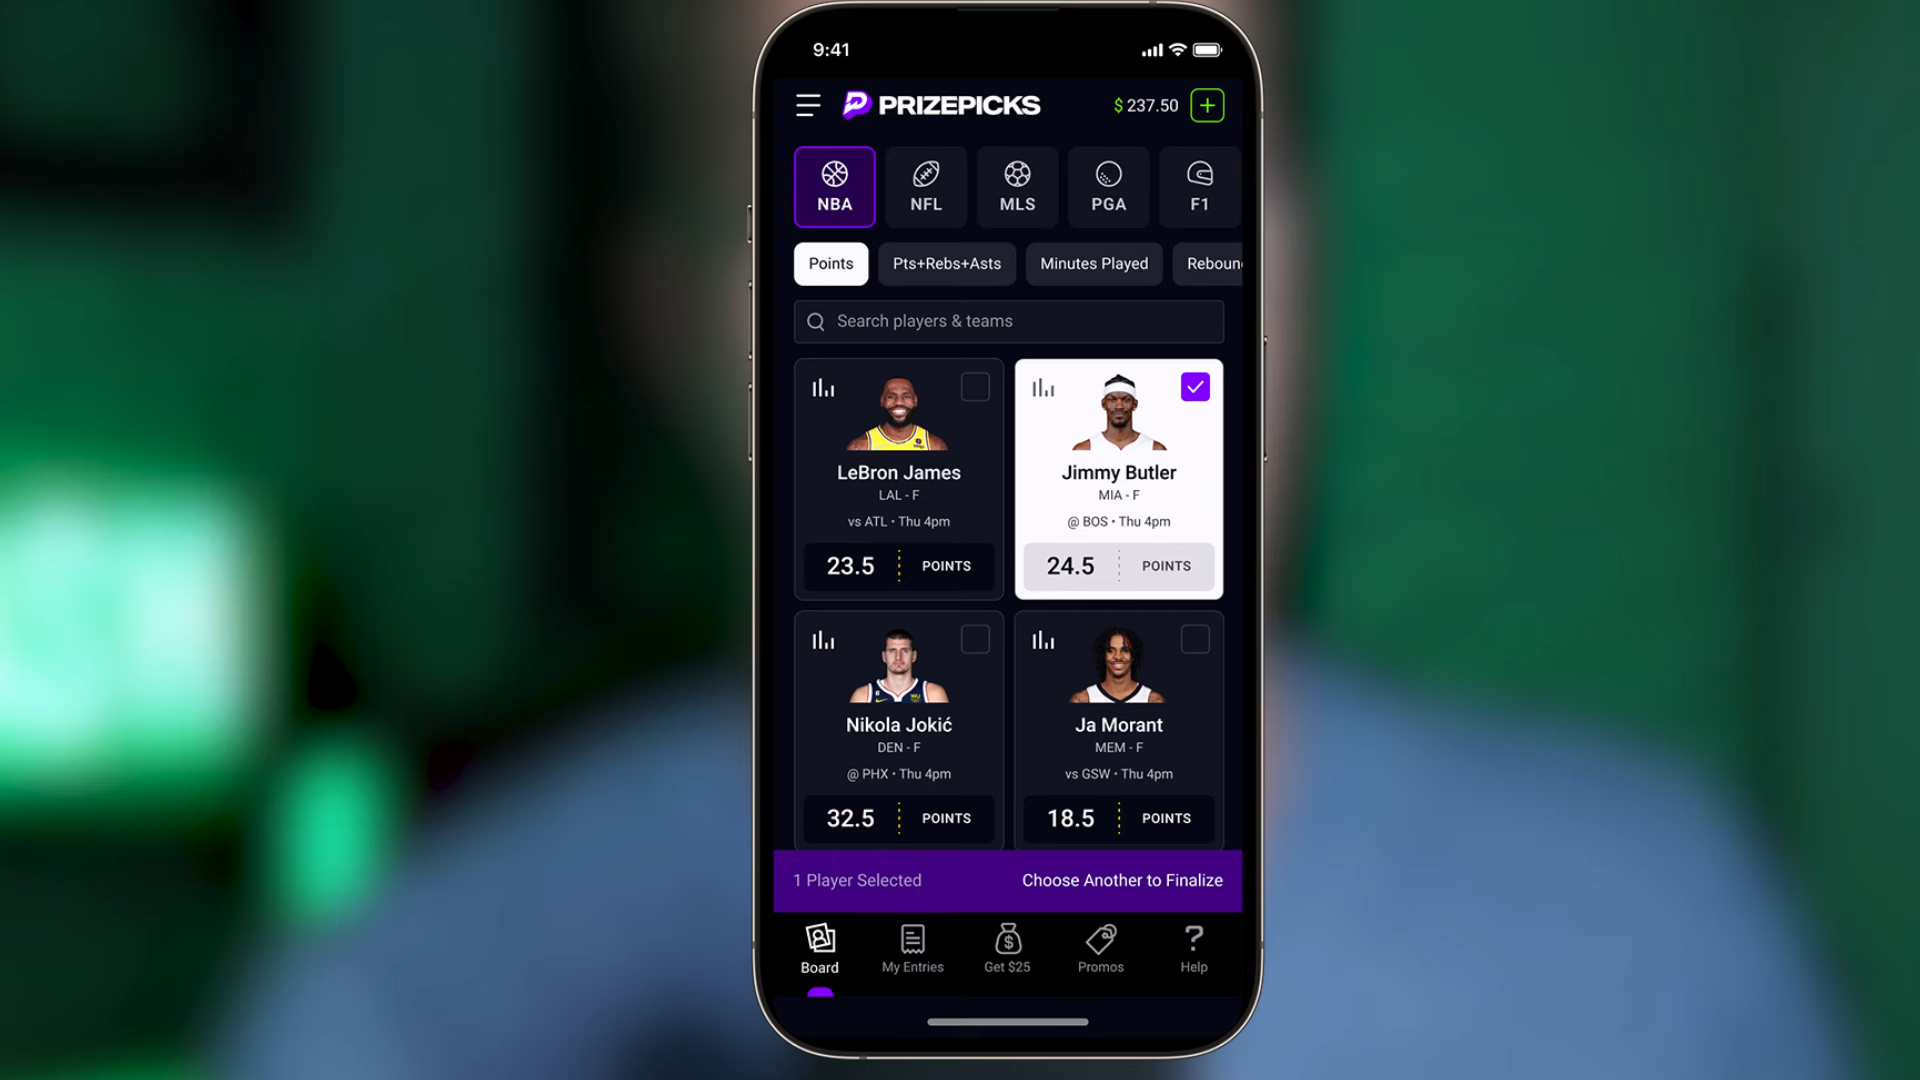 9:41
PRIZEPICKS
$ 237.50 +
NBA NFL MLS PGA F1
Points Pts+Rebs+Asts Minutes Played Reboun
Search players & teams
LeBron James
LAL - F
vs ATL • Thu 4pm
23.5 POINTS
Jimmy Butler
MIA - F
@ BOS • Thu 4pm
24.5 POINTS
Nikola Jokić
DEN - F
@ PHX • Thu 4pm
32.5 POINTS
Ja Morant
MEM - F
vs GSW • Thu 4pm
18.5 POINTS
1 Player Selected Choose Another to Finalize
Board My Entries Get $25 Promos Help